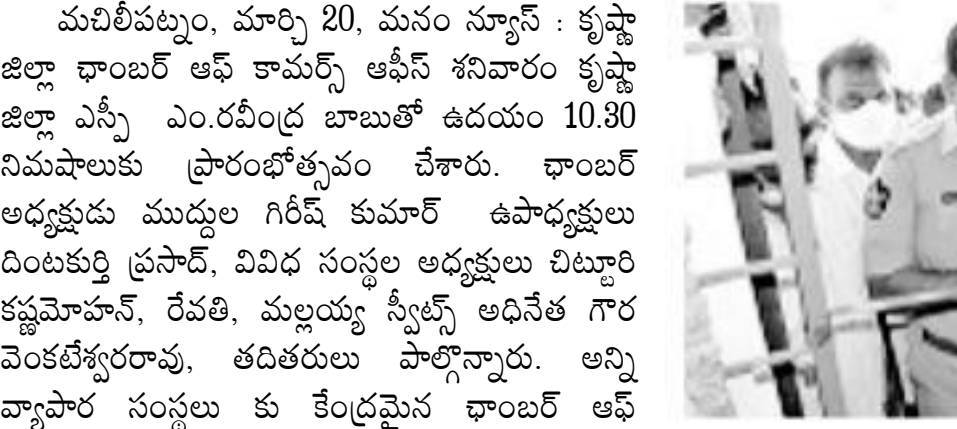 మచిలీపట్నం, మార్చి 20, మనం న్యూస్ : కృష్ణా
జిల్లా ఛాంబర్ ఆఫ్ కామర్స్ ఆఫీస్ శనివారం కృష్ణా
జిల్లా ఎస్పీ ఎం.రవీంద్ర బాబుతో ఉదయం 10.30
నిమషాలుకు ప్రారంభోత్సవం చేశారు. ఛాంబర్
అధ్యక్షుడు ముద్దుల గిరీష్ కుమార్ ఉపాధ్యక్షులు
దింటకుర్తి ప్రసాద్, వివిధ సంస్థల అధ్యక్షులు చిట్టూరి
కష్ణమోహన్, రేవతి, మల్లయ్య స్వీట్స్ అధినేత గౌర
వెంకటేశ్వరరావు, తదితరులు పాల్గొన్నారు. అన్ని
వ్యాపార సంస్థలు కు కేంద్రమైన ఛాంబర్ ఆఫ్